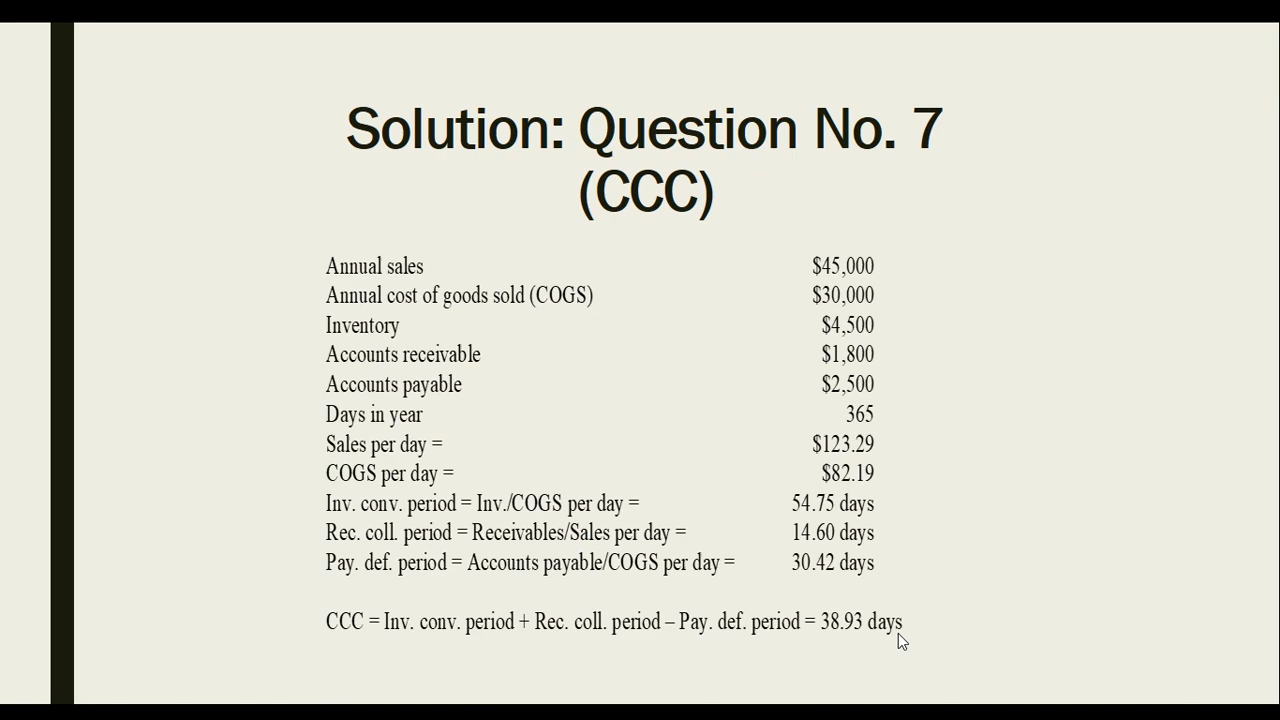 Solution: Question No. 7
(CCC)
Annual sales $45,000
Annual cost of goods sold (COGS) $30,000
Inventory $4,500
Accounts receivable $1,800
Accounts payable $2,500
Days in year 365
Sales per day = $123.29
COGS per day = $82.19
Inv. conv. period = Inv./COGS per day = 54.75 days
Rec. coll. period = Receivables/Sales per day = 14.60 days
Pay. def. period = Accounts payable/COGS per day = 30.42 days
CCC = Inv. conv. period + Rec. coll. period – Pay. def. period = 38.93 days